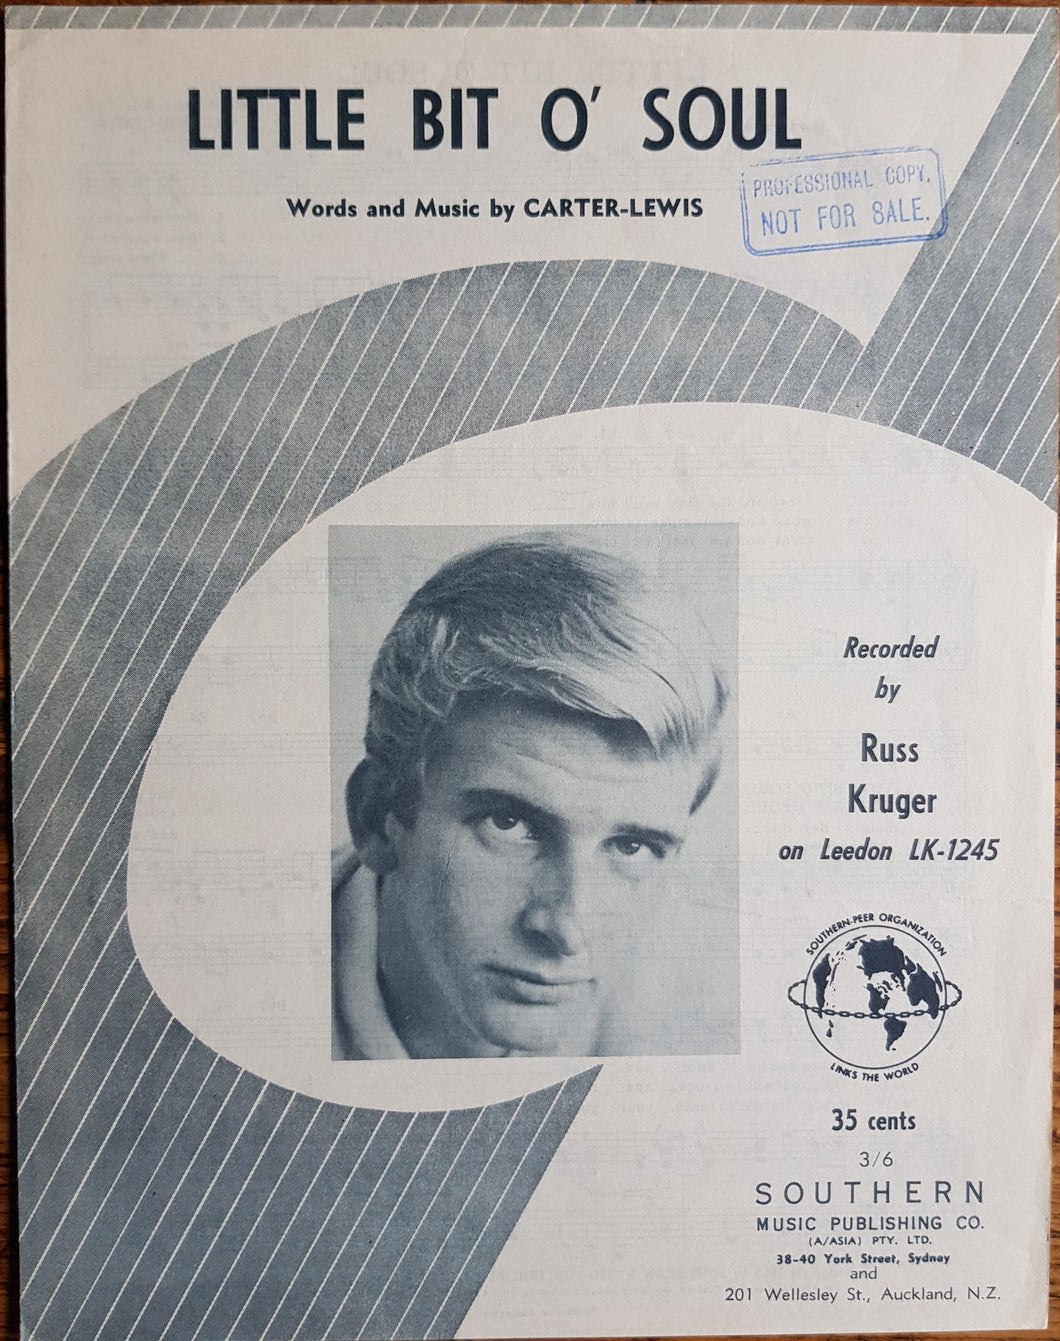 LITTLE BIT O' SOUL
Words and Music by CARTER-LEWIS
PROFESSIONAL COPY.
NOT FOR SALE.
Recorded
by
Russ
Kruger
on Leedon LK-1245
SOUTHERN-PEER ORGANIZATION
LINKS THE WORLD
35 cents
3/6
SOUTHERN
MUSIC PUBLISHING CO.
(A/ASIA) PTY. LTD.
38-40 York Street, Sydney
and
201 Wellesley St., Auckland, N.Z.